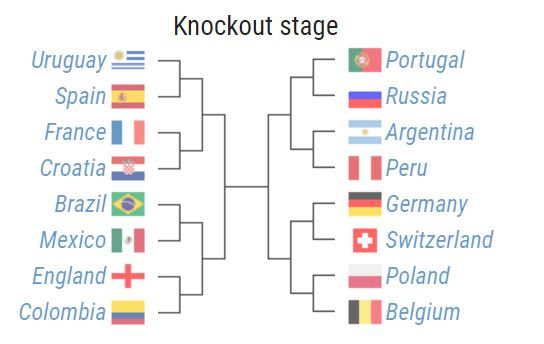 Knockout stage
Uruguay
Spain
France
Croatia
Brazil
Mexico
England
Colombia
Portugal
Russia
Argentina
Peru
Germany
Switzerland
Poland
Belgium